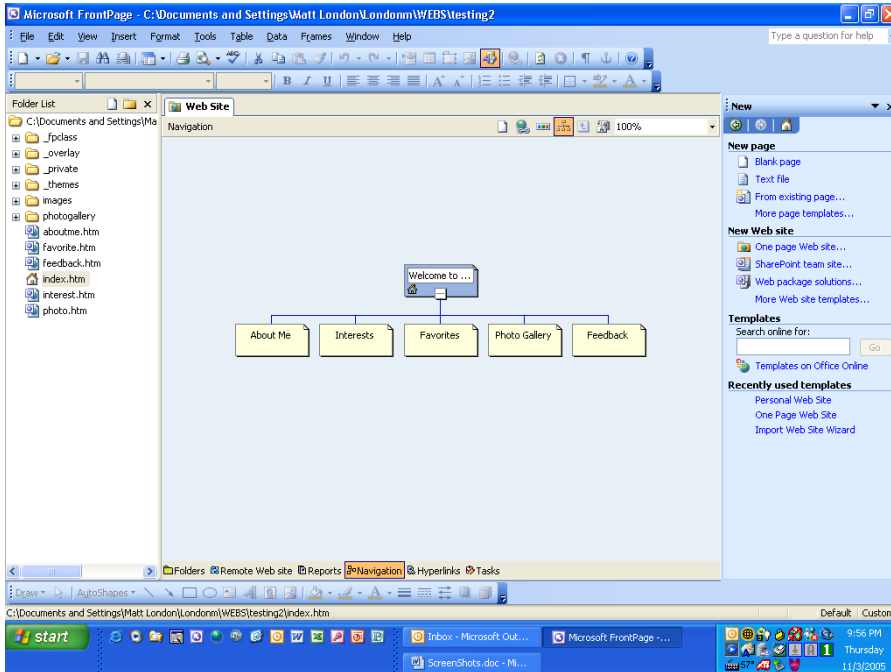 Microsoft FrontPage - C:\Documents and Settings\Matt London\Londonm\WEBS\testing2
File Edit View Insert Format Tools Table Data Frames Window Help
Type a question for help
Folder List
Web Site
New
C:\Documents and Settings\Ma
Navigation
100%
_fpclass
_overlay
_private
_themes
images
photogallery
aboutme.htm
favorite.htm
feedback.htm
index.htm
interest.htm
photo.htm
Welcome to ...
About Me
Interests
Favorites
Photo Gallery
Feedback
New page
Blank page
Text file
From existing page...
More page templates...
New Web site
One page Web site...
SharePoint team site...
Web package solutions...
More Web site templates...
Templates
Search online for:
Go
Templates on Office Online
Recently used templates
Personal Web Site
One Page Web Site
Import Web Site Wizard
Folders Remote Web site Reports Navigation Hyperlinks Tasks
Draw AutoShapes
C:\Documents and Settings\Matt London\Londonm\WEBS\testing2\index.htm
Default Custom
start
Inbox - Microsoft Out...
Microsoft FrontPage -...
ScreenShots.doc - Mi...
9:56 PM
Thursday
11/3/2005
57°